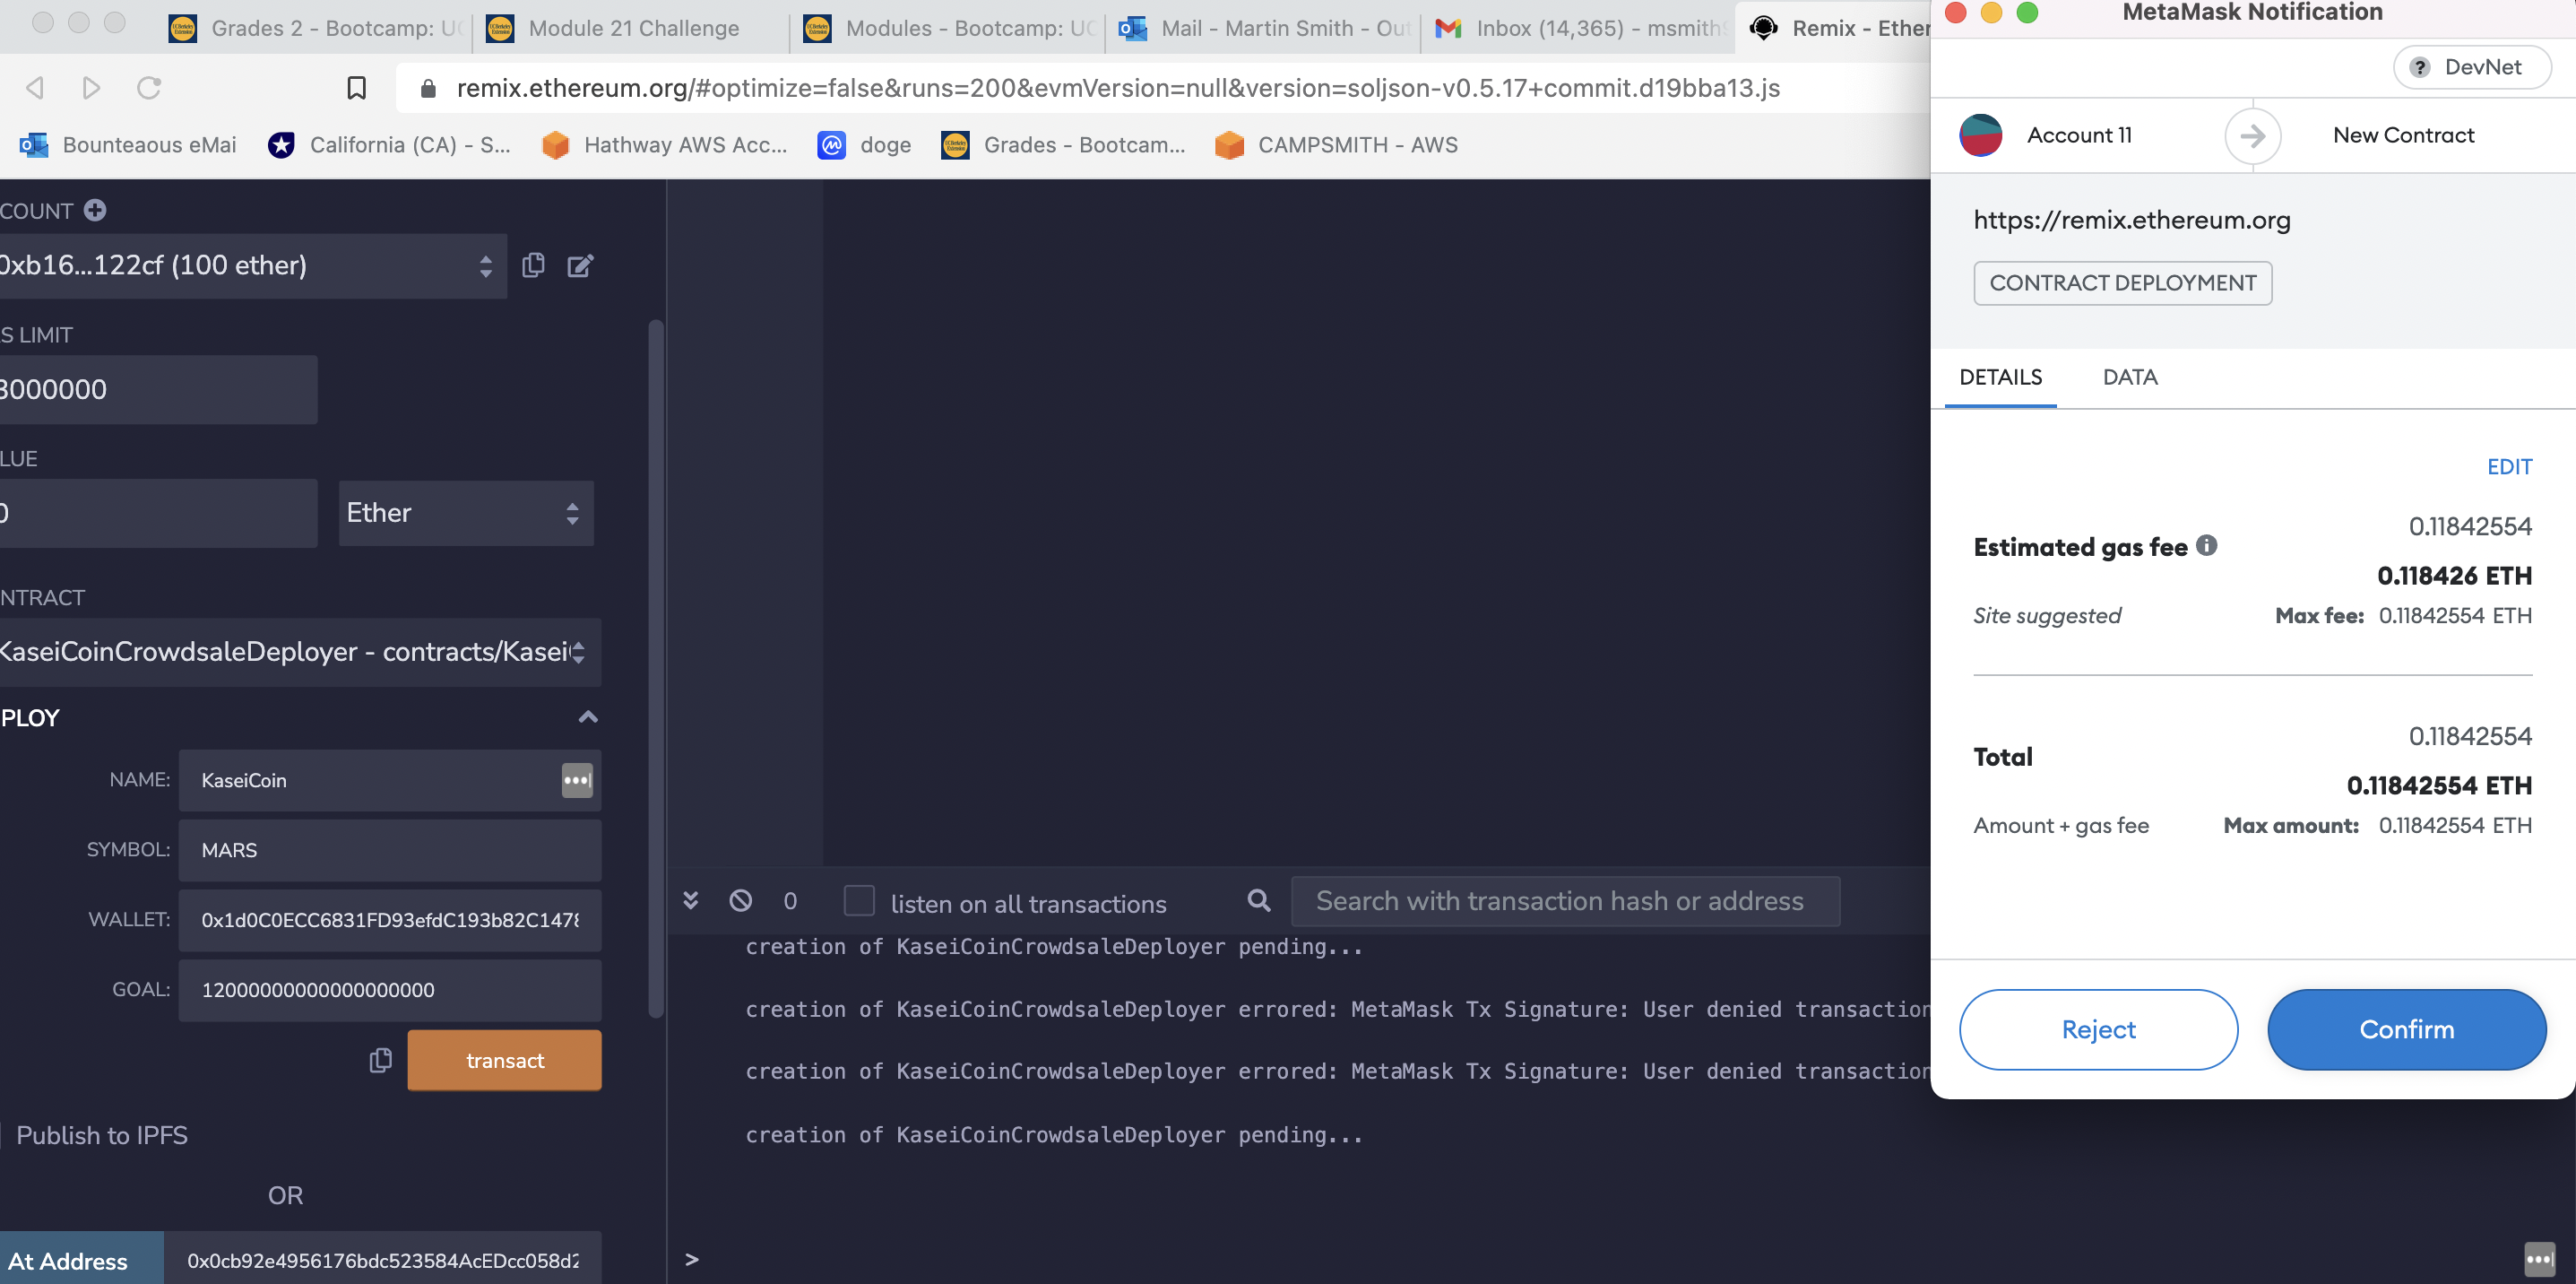 Grades 2 - Bootcamp: UC
Module 21 Challenge
Modules - Bootcamp: UC
Mail - Martin Smith - Out
Inbox (14,365) - msmith
Remix - Ether
remix.ethereum.org/#optimize=false&runs=200&evmVersion=null&version=soljson-v0.5.17+commit.d19bba13.js
Bounteaous eMai
California (CA) - S...
Hathway AWS Acc...
doge
Grades - Bootcam...
CAMPSMITH - AWS
COUNT
0xb16...122cf (100 ether)
S LIMIT
3000000
LUE
0
Ether
NTRACT
KaseiCoinCrowdsaleDeployer - contracts/Kasei
PLOY
NAME:
KaseiCoin
SYMBOL:
MARS
WALLET:
0x1d0C0ECC6831FD93efdC193b82C1478
GOAL:
12000000000000000000
transact
Publish to IPFS
OR
At Address
0x0cb92e4956176bdc523584AcEDcc058d2
0
listen on all transactions
Search with transaction hash or address
creation of KaseiCoinCrowdsaleDeployer pending...
creation of KaseiCoinCrowdsaleDeployer errored: MetaMask Tx Signature: User denied transaction
creation of KaseiCoinCrowdsaleDeployer errored: MetaMask Tx Signature: User denied transaction
creation of KaseiCoinCrowdsaleDeployer pending...
>
MetaMask Notification
DevNet
Account 11
New Contract
https://remix.ethereum.org
CONTRACT DEPLOYMENT
DETAILS
DATA
EDIT
0.11842554
Estimated gas fee
0.118426 ETH
Site suggested
Max fee: 0.11842554 ETH
0.11842554
Total
0.11842554 ETH
Amount + gas fee
Max amount: 0.11842554 ETH
Reject
Confirm